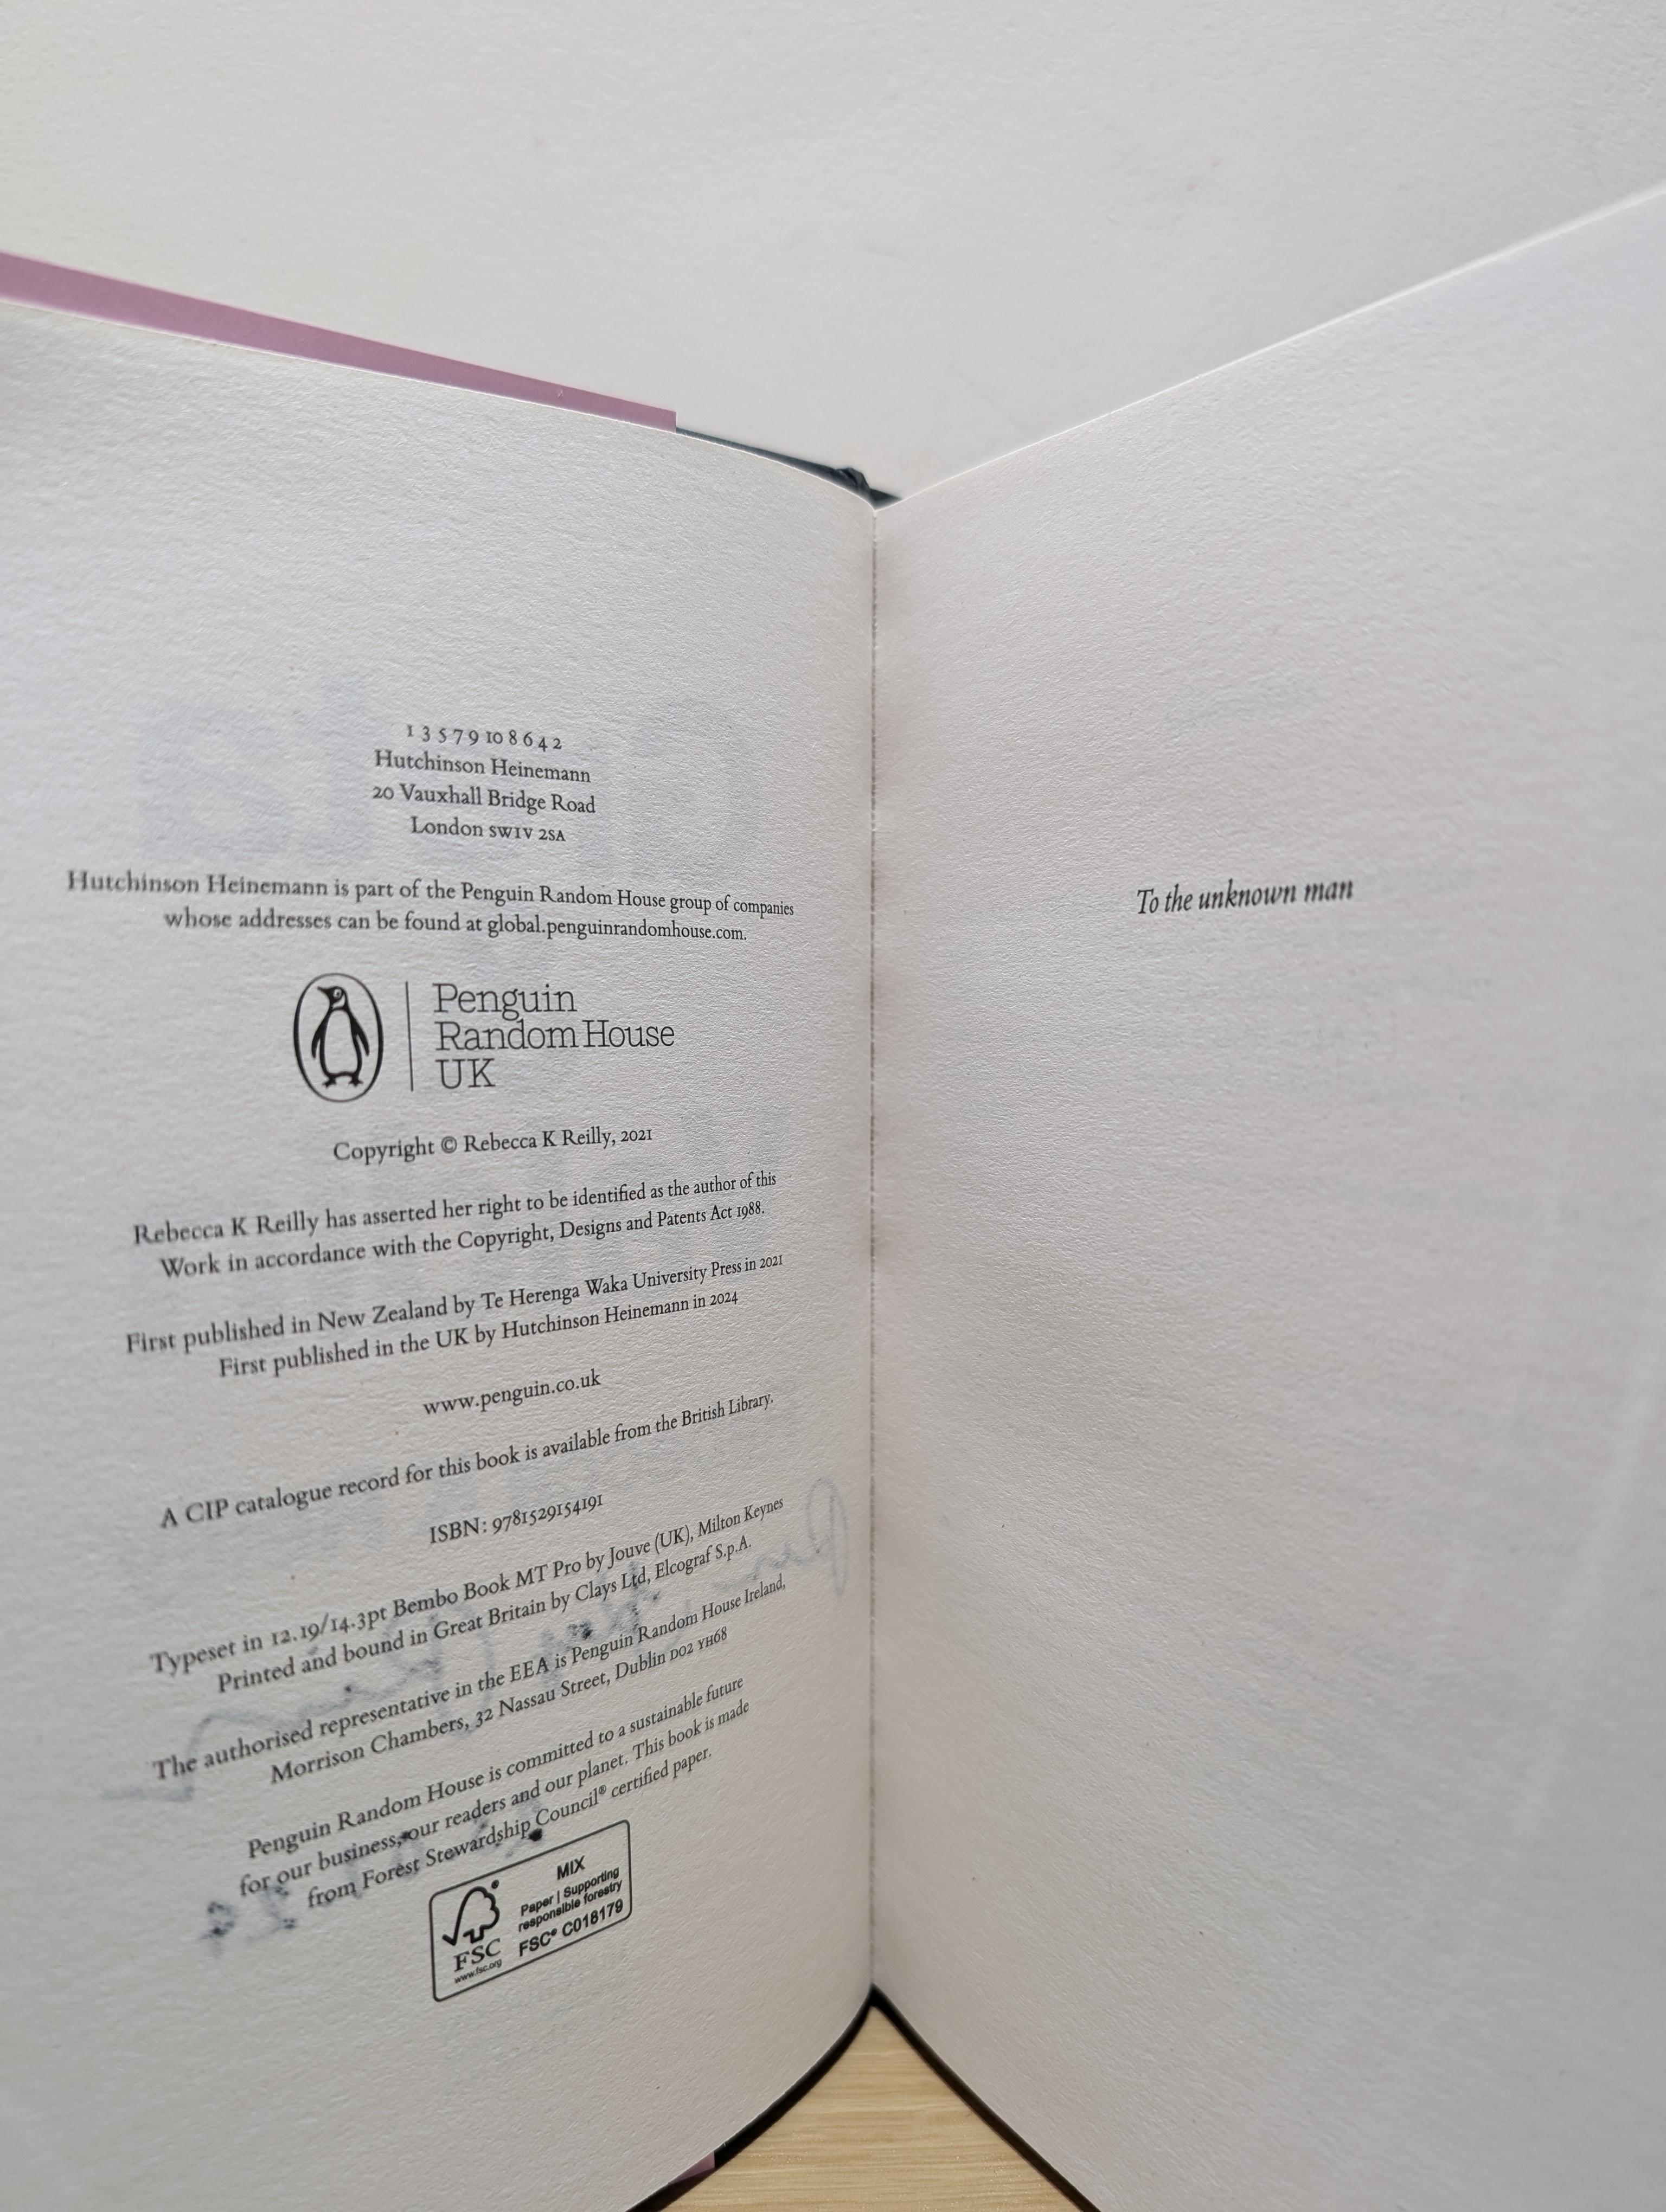 1 3 5 7 9 10 8 6 4 2
Hutchinson Heinemann
20 Vauxhall Bridge Road
London SW1V 2SA
Hutchinson Heinemann is part of the Penguin Random House group of companies
whose addresses can be found at global.penguinrandomhouse.com.
Penguin
Random House
UK
Copyright © Rebecca K Reilly, 2021
Rebecca K Reilly has asserted her right to be identified as the author of this
Work in accordance with the Copyright, Designs and Patents Act 1988.
First published in New Zealand by Te Herenga Waka University Press in 2021
First published in the UK by Hutchinson Heinemann in 2024
www.penguin.co.uk
A CIP catalogue record for this book is available from the British Library.
ISBN: 9781529154191
Typeset in 12.19/14.3pt Bembo Book MT Pro by Jouve (UK), Milton Keynes
Printed and bound in Great Britain by Clays Ltd, Elcograf S.p.A.
The authorised representative in the EEA is Penguin Random House Ireland,
Morrison Chambers, 32 Nassau Street, Dublin D02 YH68
Penguin Random House is committed to a sustainable future
for our business, our readers and our planet. This book is made
from Forest Stewardship Council® certified paper.
FSC
www.fsc.org
MIX
Paper | Supporting
responsible forestry
FSC® C018179
To the unknown man